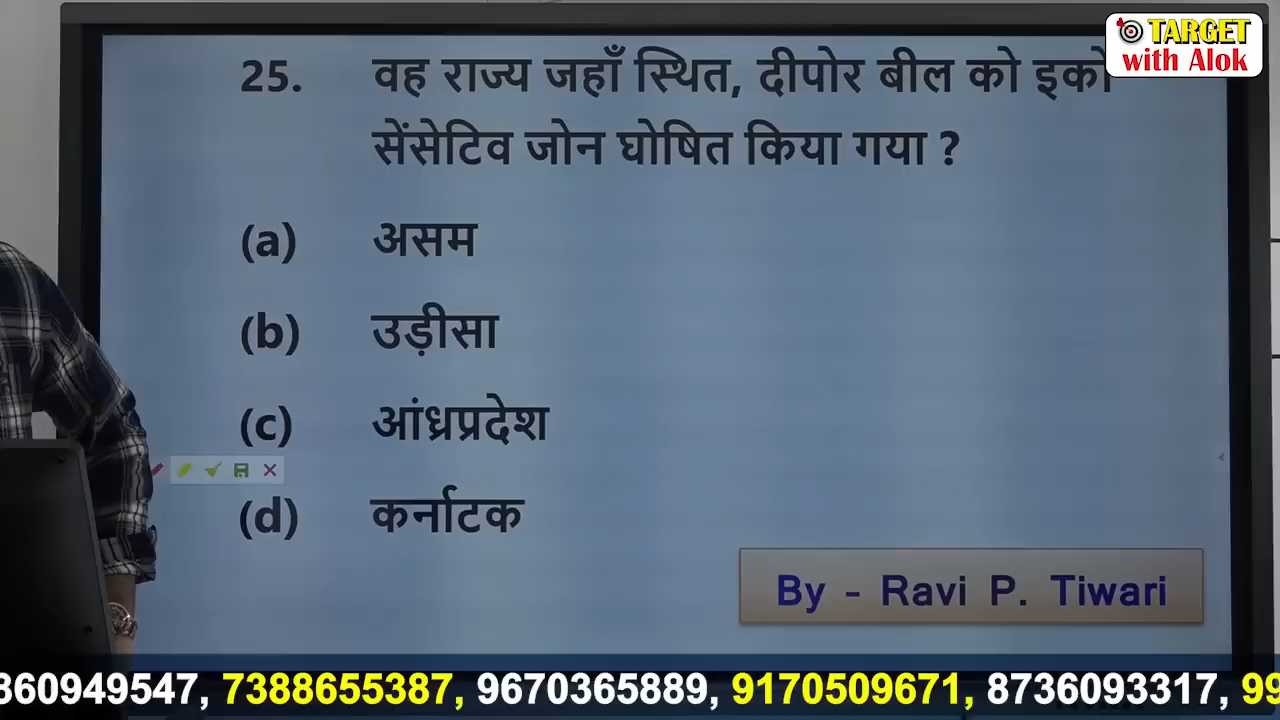 TARGET
with Alok
25. वह राज्य जहाँ स्थित, दीपोर बील को इको
सेंसेटिव जोन घोषित किया गया ?
(a) असम
(b) उड़ीसा
(c) आंध्रप्रदेश
(d) कर्नाटक
By - Ravi P. Tiwari
860949547, 7388655387, 9670365889, 9170509671, 8736093317, 99